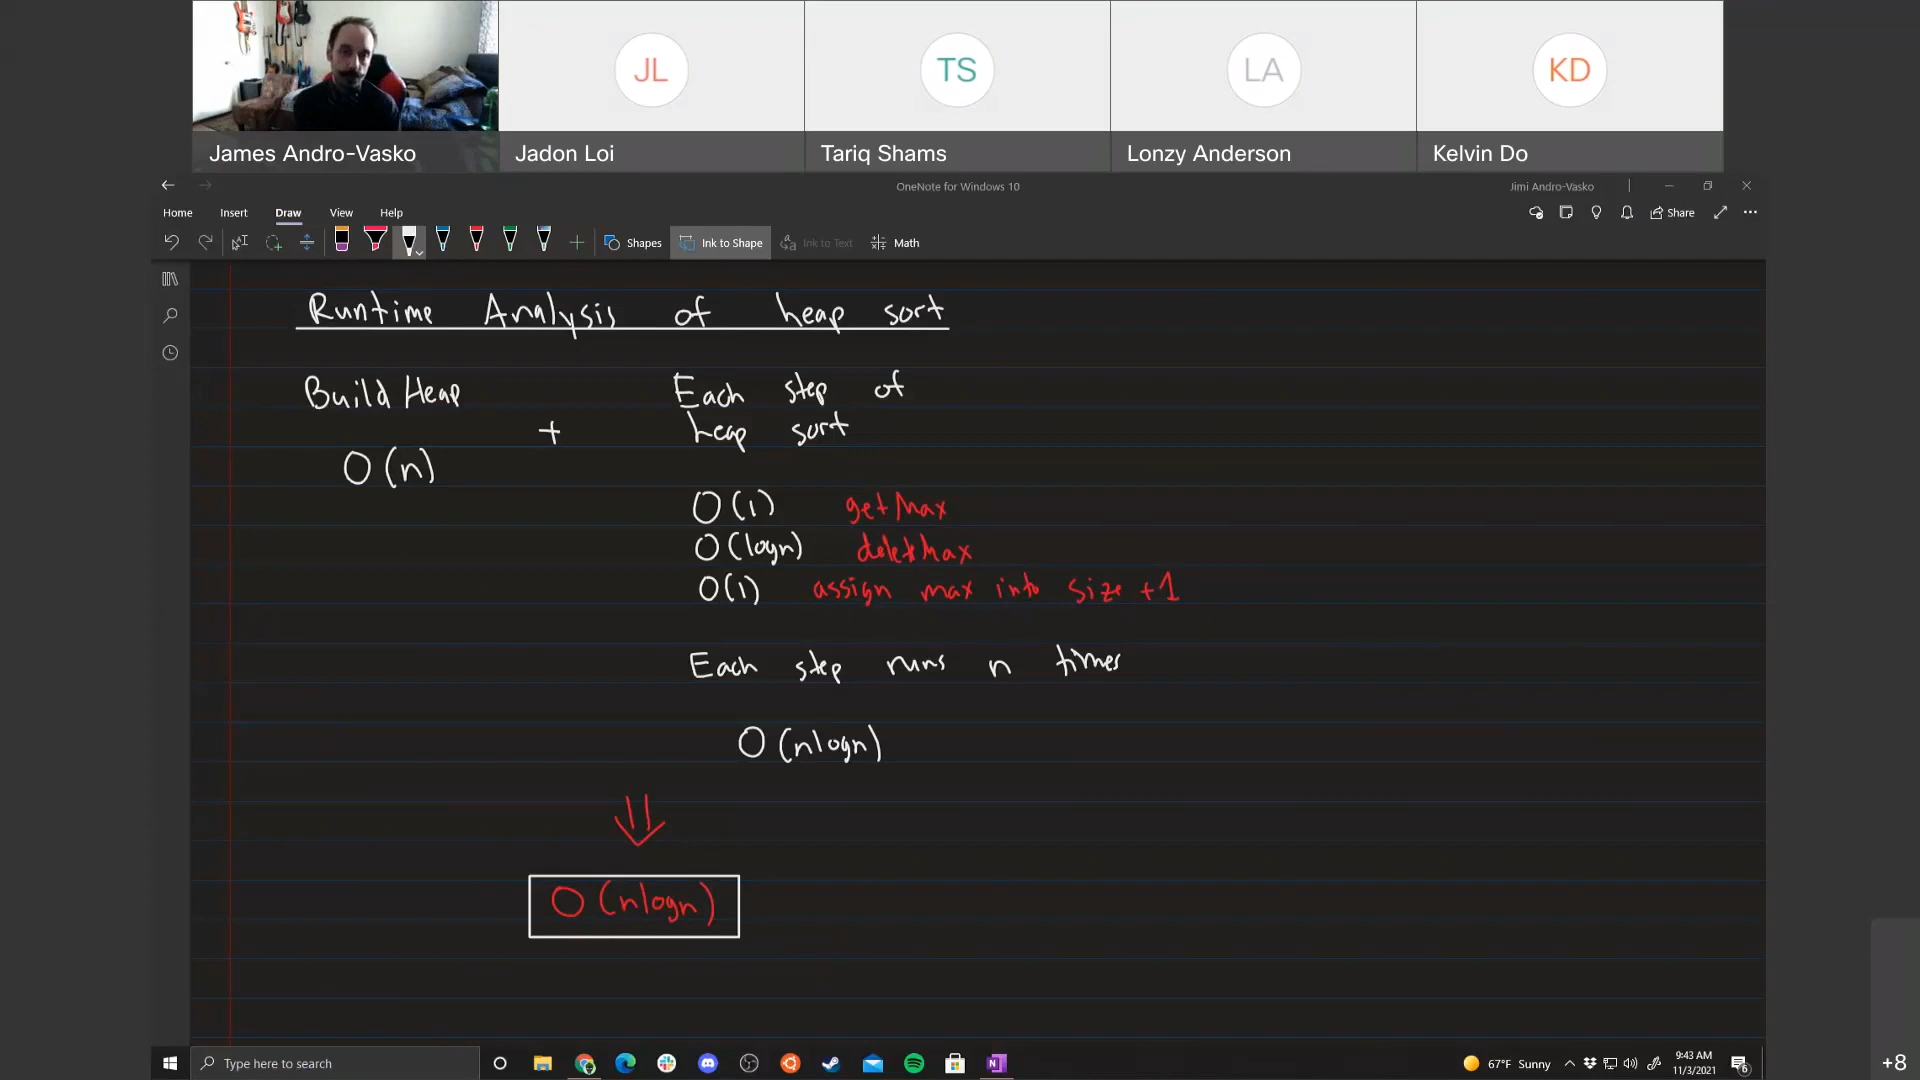 JL
TS
LA
KD
James Andro-Vasko
Jadon Loi
Tariq Shams
Lonzy Anderson
Kelvin Do
OneNote for Windows 10
Jimi Andro-Vasko
Home Insert Draw View Help
Share
Shapes
Ink to Shape
Ink to Text
Math
Runtime Analysis of heap sort
Build Heap
+
Each step of
heap sort
O(n)
O(1) getMax
O(logn) deleteMax
O(1) assign max into size +1
Each step runs n times
O(nlogn)
O(nlogn)
Type here to search
67°F Sunny
9:43 AM
11/3/2021
6
+8